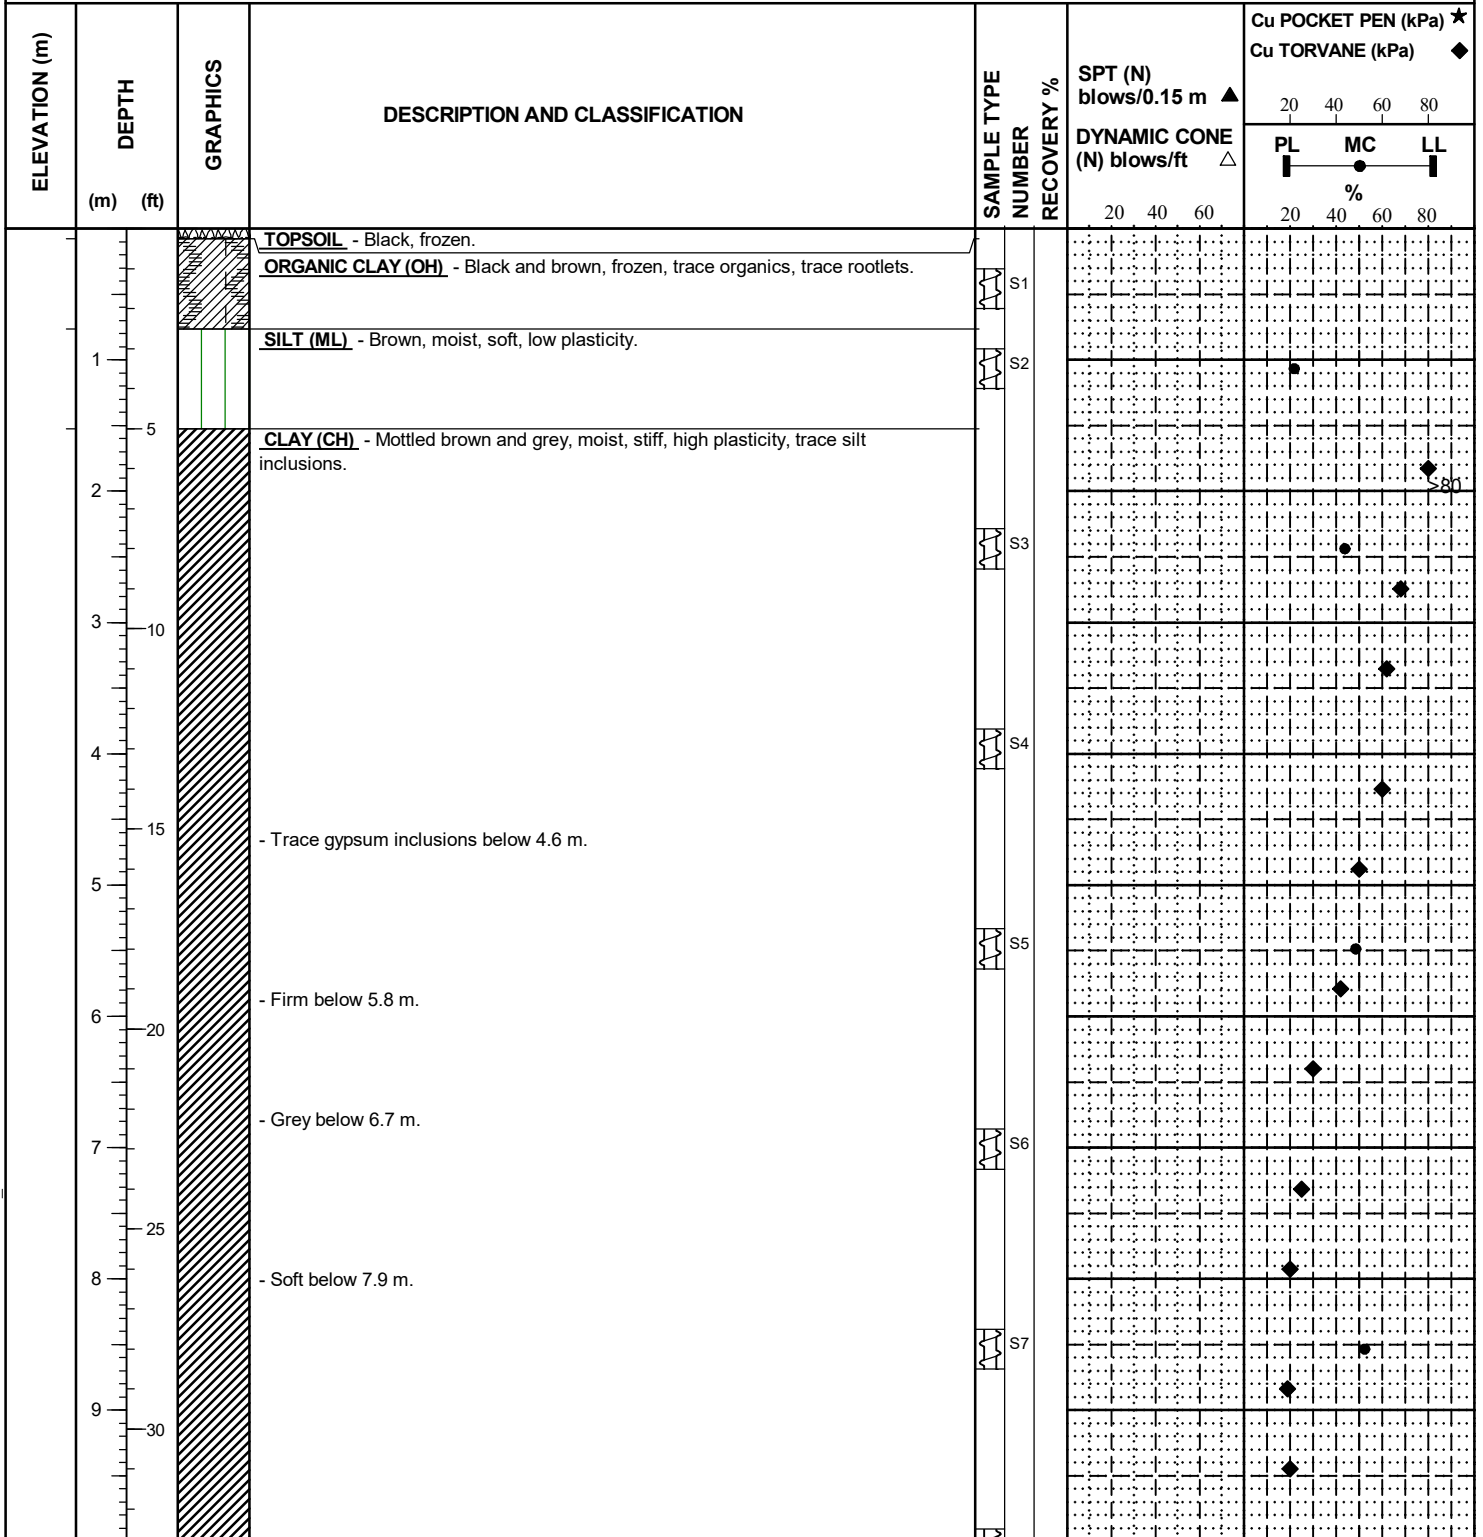 ELEVATION (m)
DEPTH
(m) (ft)
GRAPHICS
DESCRIPTION AND CLASSIFICATION
SAMPLE TYPE
NUMBER
RECOVERY %
SPT (N)
blows/0.15 m
DYNAMIC CONE
(N) blows/ft
20 40 60
Cu POCKET PEN (kPa)
Cu TORVANE (kPa)
20 40 60 80
PL MC LL
%
20 40 60 80
TOPSOIL - Black, frozen.
ORGANIC CLAY (OH) - Black and brown, frozen, trace organics, trace rootlets.
S1
SILT (ML) - Brown, moist, soft, low plasticity.
1
S2
5
CLAY (CH) - Mottled brown and grey, moist, stiff, high plasticity, trace silt
inclusions.
>80
2
S3
3
10
S4
4
15
- Trace gypsum inclusions below 4.6 m.
5
S5
- Firm below 5.8 m.
6
20
- Grey below 6.7 m.
S6
7
25
8
- Soft below 7.9 m.
S7
9
30